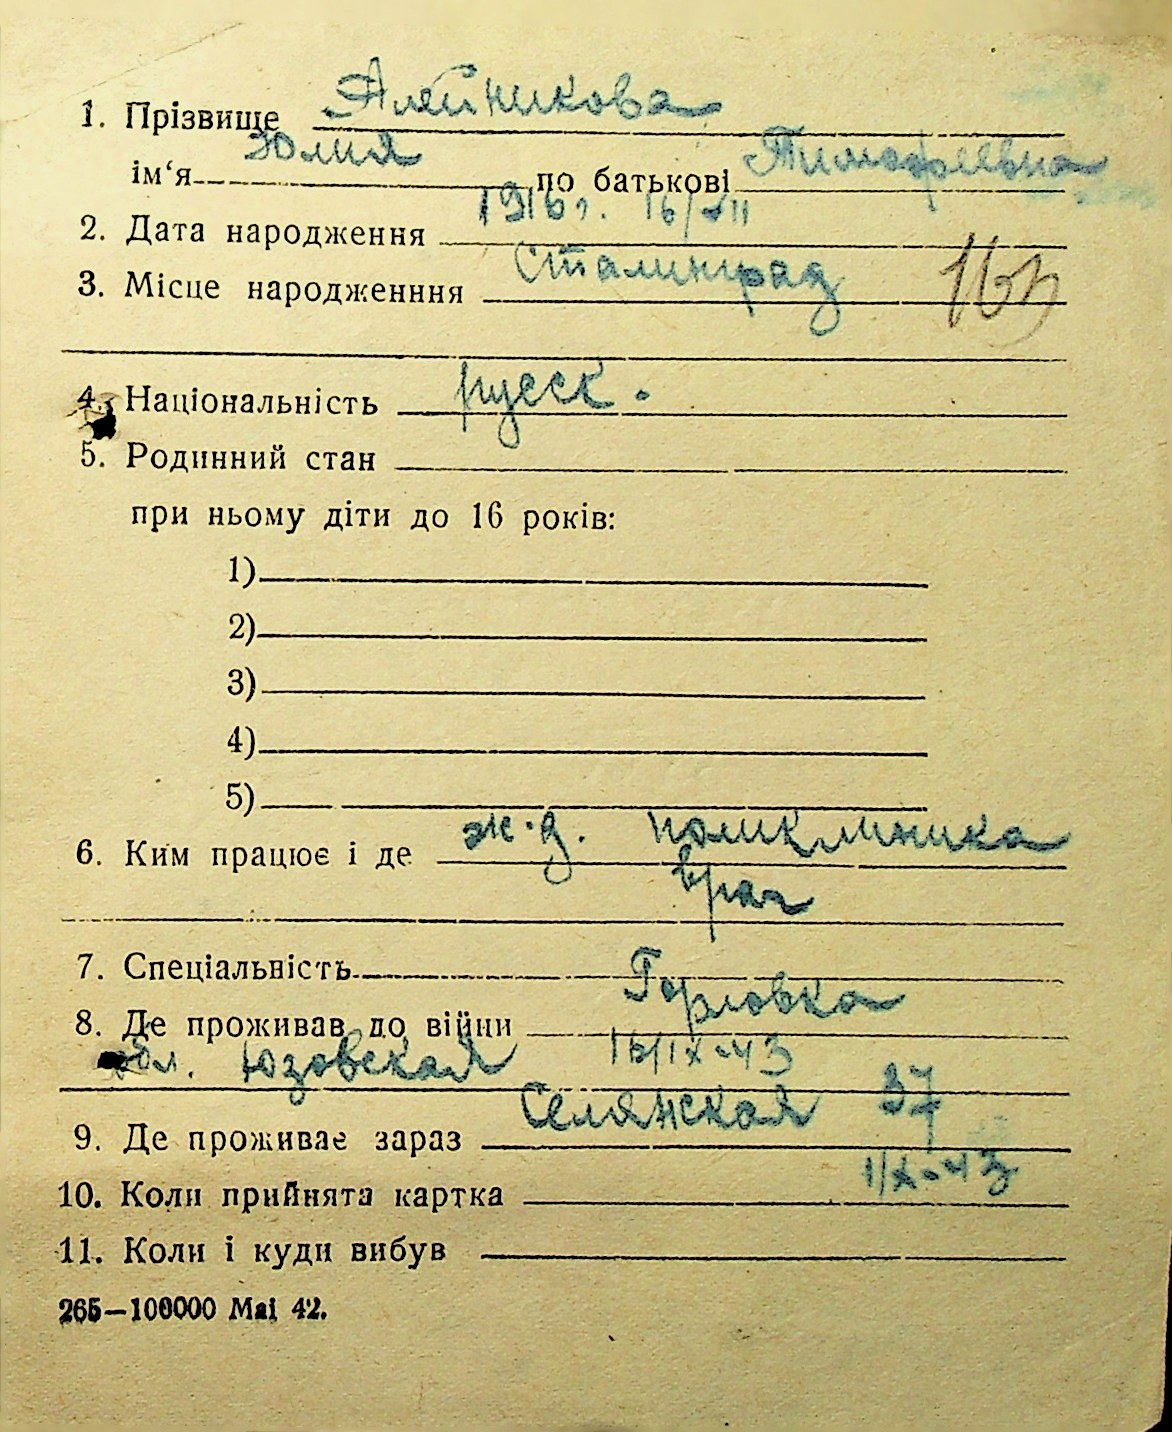 1. Прізвище Алейникова
ім‘я Юлия по батькові Тимофеевна
2. Дата народження 1916 г. 16/VII
3. Місце народженння Сталинград
4. Національність русск.
5. Родинний стан
при ньому діти до 16 років:
1)
2)
3)
4)
5)
6. Ким працює і де ж.д. поликлиника
врач
7. Спеціальність
8. Де проживав до війни Горловка
обл. Юзовская 16/IX-43
9. Де проживає зараз Селянская 37
10. Коли прийнята картка 1/X-43
11. Коли і куди вибув
265—100000 Mai 42.